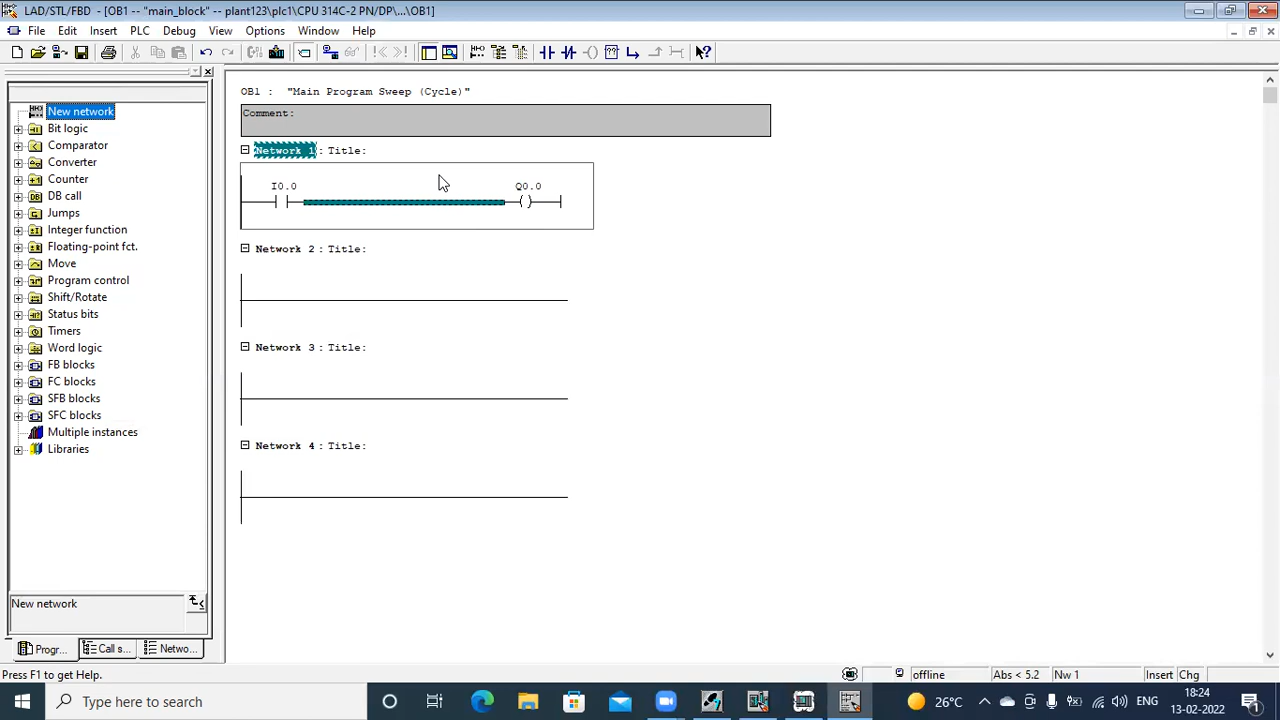 LAD/STL/FBD - [OB1 -- "main_block" -- plant123\plc1\CPU 314C-2 PN/DP\...\OB1]
File Edit Insert PLC Debug View Options Window Help
OB1 : "Main Program Sweep (Cycle)"
Comment:
Network 1 : Title:
I0.0 Q0.0
Network 2 : Title:
Network 3 : Title:
Network 4 : Title:
New network
Bit logic
Comparator
Converter
Counter
DB call
Jumps
Integer function
Floating-point fct.
Move
Program control
Shift/Rotate
Status bits
Timers
Word logic
FB blocks
FC blocks
SFB blocks
SFC blocks
Multiple instances
Libraries
New network
Progr... Call s... Netwo...
Press F1 to get Help.
offline Abs < 5.2 Nw 1 Insert Chg
Type here to search
26°C ENG
18:24
13-02-2022
1